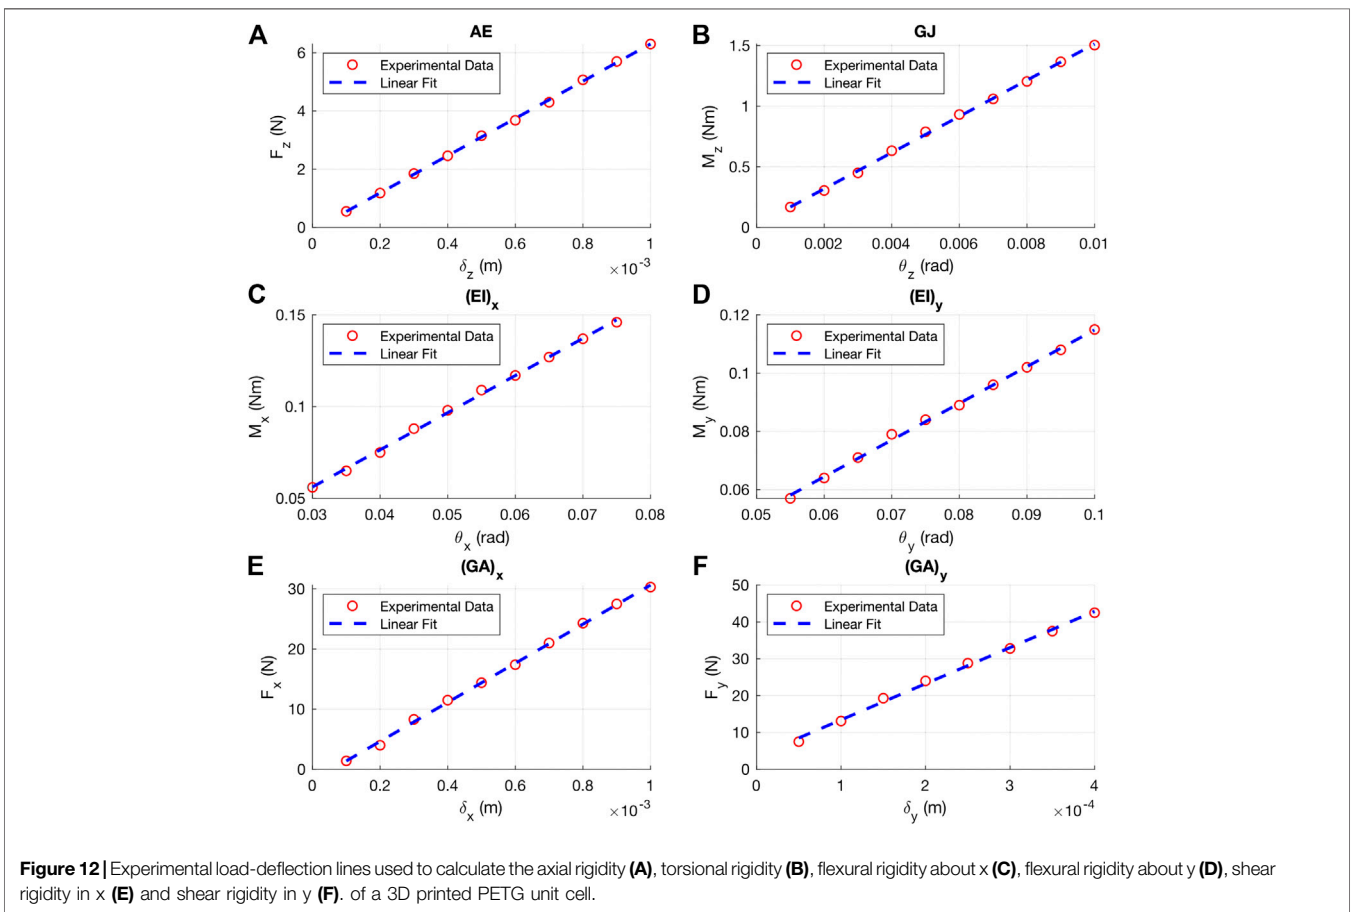 A
AE
6
4
2
0
F_z (N)
Experimental Data
Linear Fit
0 0.2 0.4 0.6 0.8 1
δ_z (m)
×10⁻³
B
GJ
1.5
1
0.5
0
M_z (Nm)
Experimental Data
Linear Fit
0 0.002 0.004 0.006 0.008 0.01
θ_z (rad)
C
(EI)_x
0.15
0.1
0.05
M_x (Nm)
Experimental Data
Linear Fit
0.03 0.04 0.05 0.06 0.07 0.08
θ_x (rad)
D
(EI)_y
0.12
0.1
0.08
0.06
M_y (Nm)
Experimental Data
Linear Fit
0.05 0.06 0.07 0.08 0.09 0.1
θ_y (rad)
E
(GA)_x
30
20
10
0
F_x (N)
Experimental Data
Linear Fit
0 0.2 0.4 0.6 0.8 1
δ_x (m)
×10⁻³
F
(GA)_y
50
40
30
20
10
0
F_y (N)
Experimental Data
Linear Fit
0 1 2 3 4
δ_y (m)
×10⁻⁴
Figure 12 | Experimental load-deflection lines used to calculate the axial rigidity (A), torsional rigidity (B), flexural rigidity about x (C), flexural rigidity about y (D), shear
rigidity in x (E) and shear rigidity in y (F). of a 3D printed PETG unit cell.